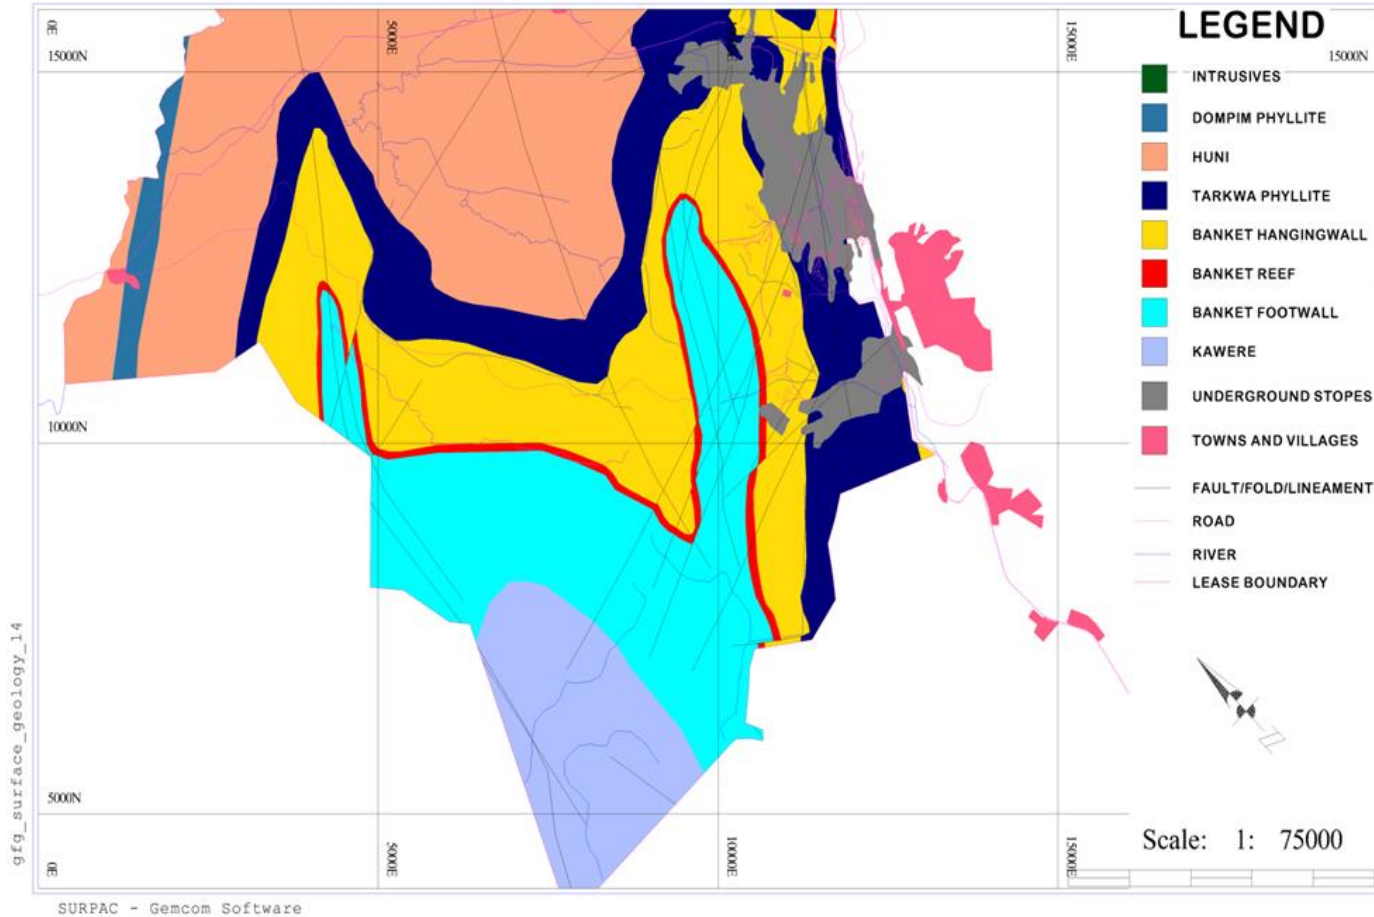 LEGEND
0E
5000E
15000E
15000N
15000N
INTRUSIVES
DOMPIM PHYLLITE
HUNI
TARKWA PHYLLITE
BANKET HANGINGWALL
BANKET REEF
BANKET FOOTWALL
KAWERE
UNDERGROUND STOPES
10000N
TOWNS AND VILLAGES
FAULT/FOLD/LINEAMENT
ROAD
RIVER
LEASE BOUNDARY
gfg_surface_geology_14
5000N
Scale: 1: 75000
0E
5000E
10000E
15000E
SURPAC - Gemcom Software